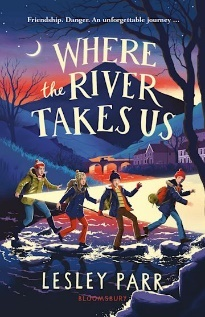 Friendship. Danger. An unforgettable journey ...
WHERE
the RIVER
TAKES US
LESLEY PARR
BLOOMSBURY